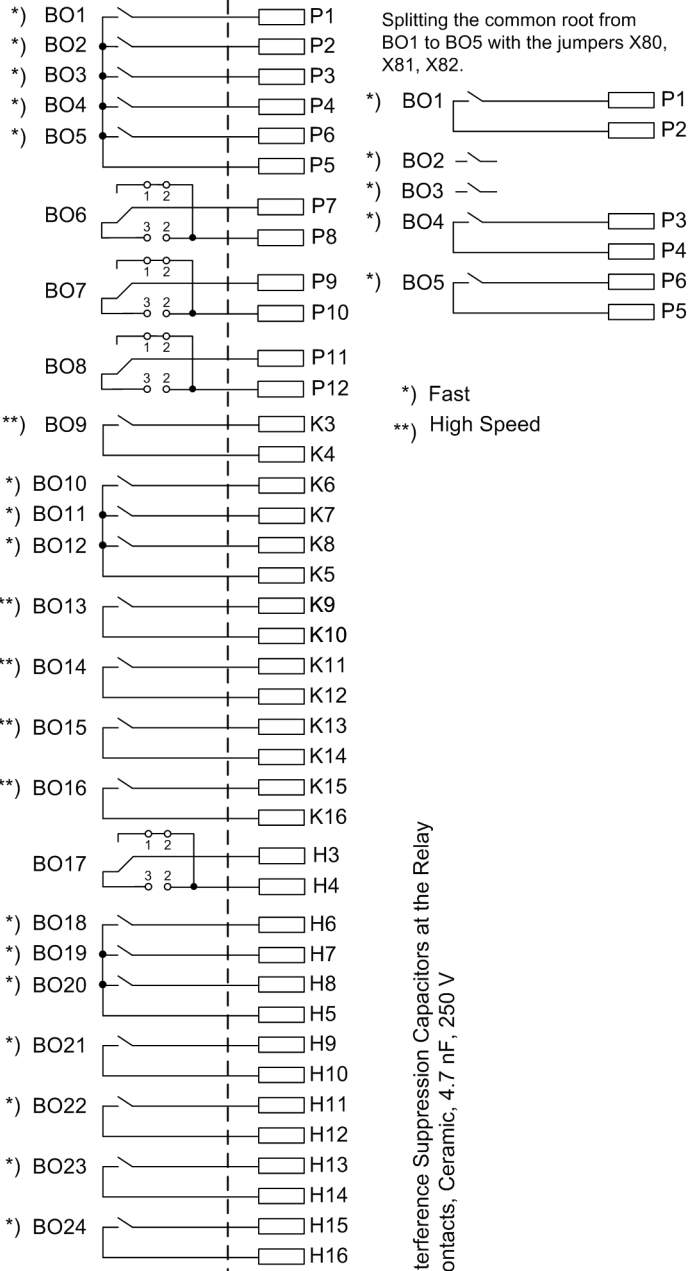 *) BO1 P1
*) BO2 P2
*) BO3 P3
*) BO4 P4
*) BO5 P6
P5
1 2
BO6 P7
3 2 P8
1 2
BO7 P9
3 2 P10
1 2
BO8 P11
3 2 P12
**) BO9 K3
K4
*) BO10 K6
*) BO11 K7
*) BO12 K8
K5
**) BO13 K9
K10
**) BO14 K11
K12
**) BO15 K13
K14
**) BO16 K15
K16
1 2
BO17 H3
3 2 H4
*) BO18 H6
*) BO19 H7
*) BO20 H8
H5
*) BO21 H9
H10
*) BO22 H11
H12
*) BO23 H13
H14
*) BO24 H15
H16
Splitting the common root from
BO1 to BO5 with the jumpers X80,
X81, X82.
*) BO1 P1
P2
*) BO2
*) BO3
*) BO4 P3
P4
*) BO5 P6
P5
*) Fast
**) High Speed
terference Suppression Capacitors at the Relay
ontacts, Ceramic, 4.7 nF, 250 V